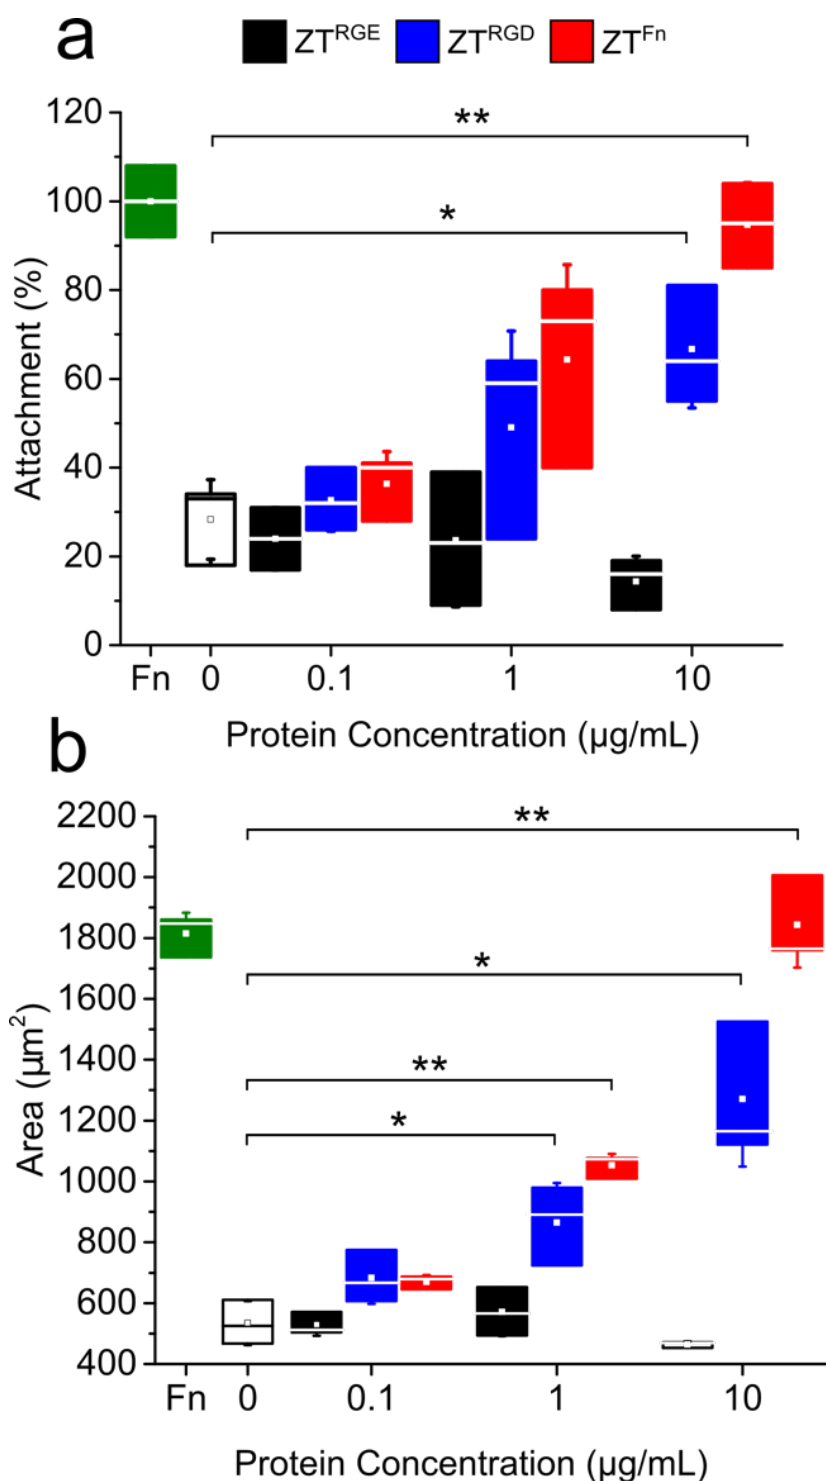 a
ZT^RGE ZT^RGD ZT^Fn
120
100
80
60
40
20
0
Attachment (%)
**
*
Fn 0 0.1 1 10
Protein Concentration (µg/mL)
b
2200
2000
1800
1600
1400
1200
1000
800
600
400
Area (µm²)
**
*
**
*
Fn 0 0.1 1 10
Protein Concentration (µg/mL)